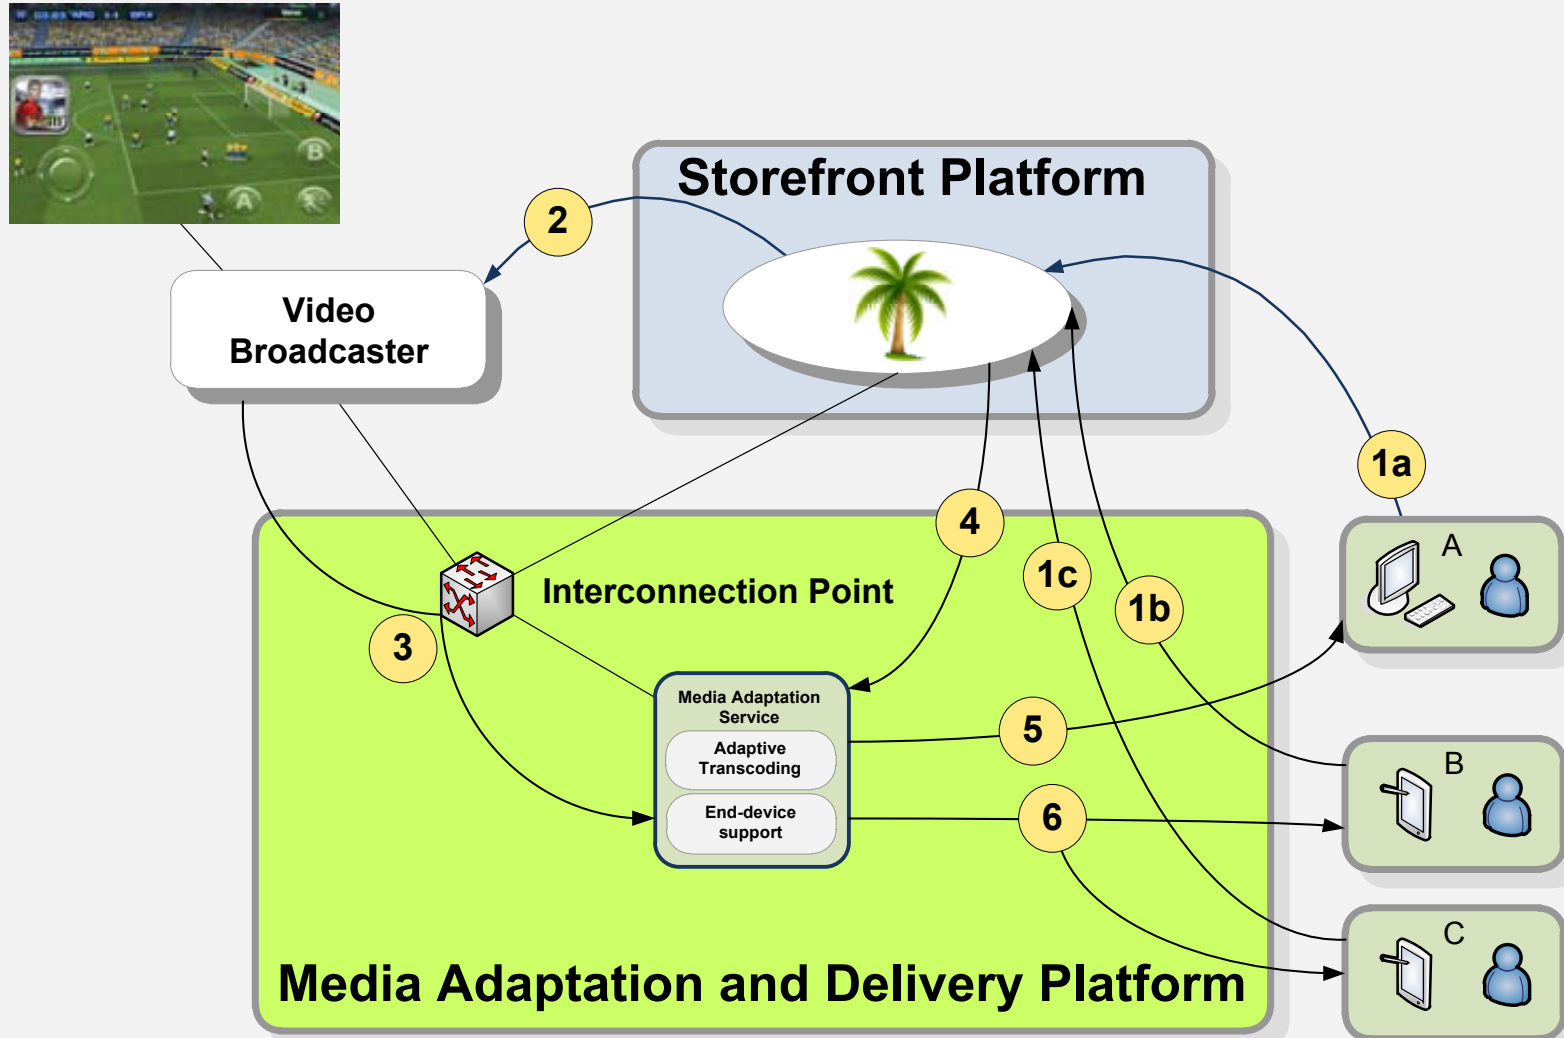 Storefront Platform
2
Video
Broadcaster
1a
4
A
Interconnection Point
1c
1b
3
Media Adaptation
Service
Adaptive
Transcoding
End-device
support
5
B
6
C
Media Adaptation and Delivery Platform
B
A